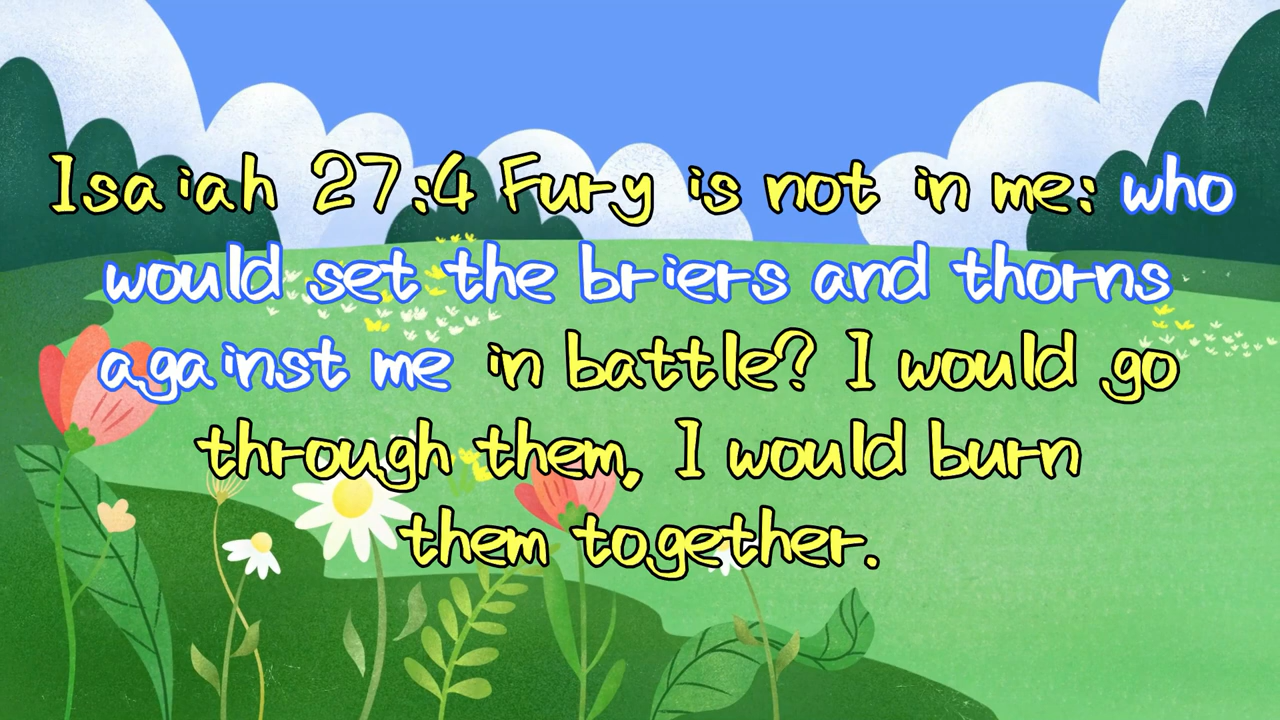 Isaiah 27:4 Fury is not in me: who
would set the briers and thorns
against me in battle? I would go
through them, I would burn
them together.